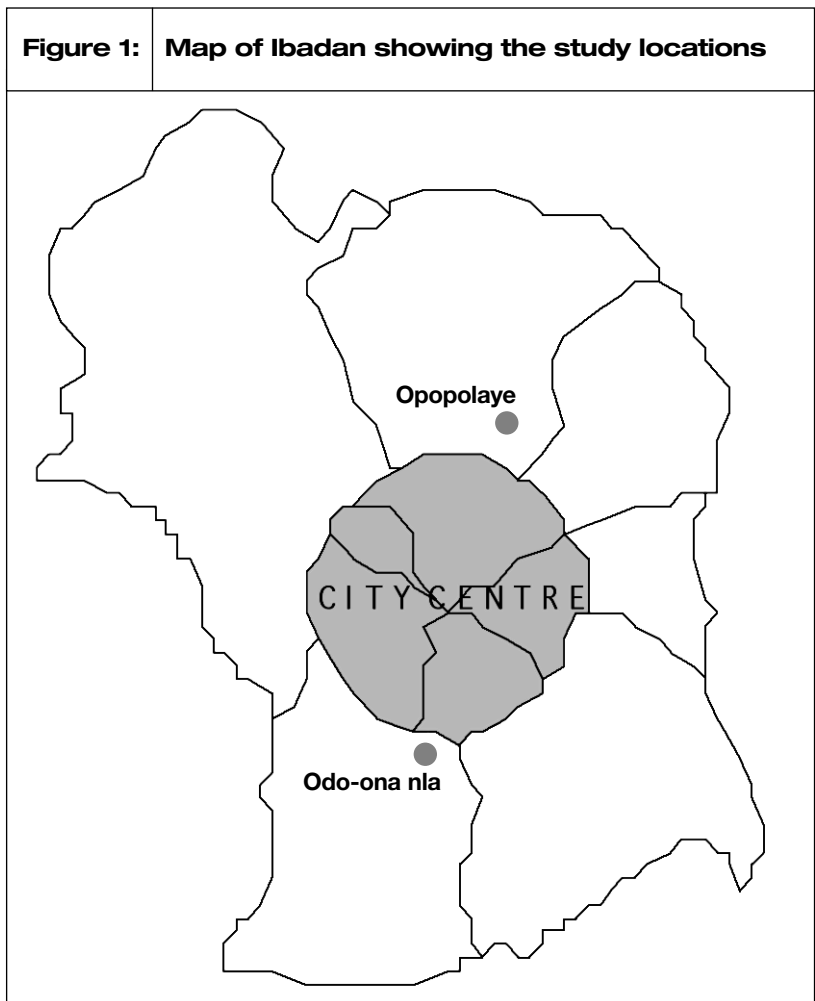 Figure 1: Map of Ibadan showing the study locations
Opopolaye
CITY CENTRE
Odo-ona nla